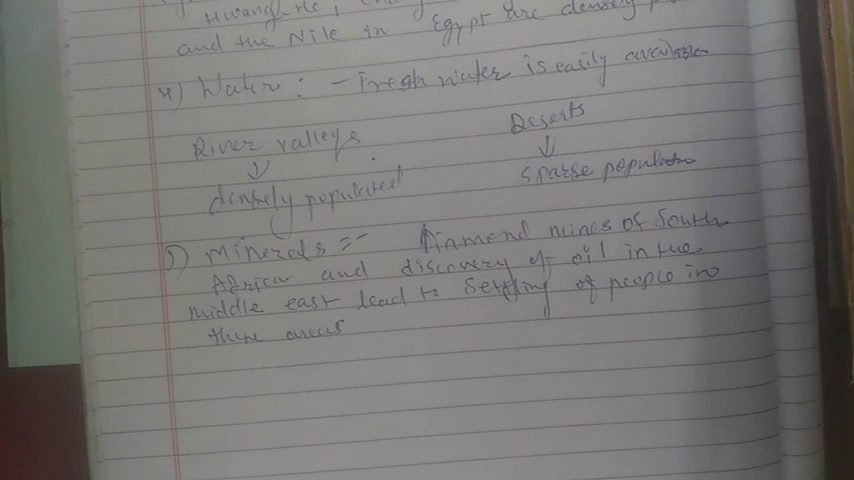 Hwang-He,
and the Nile in Egypt are densely
4) Water : - Fresh water is easily available
River valleys Deserts
↓ ↓
densely populated sparse populatn
5) Minerals :- Diamond mines of South
Africa and discovery of oil in the
middle east lead to Settling of people in
these areas